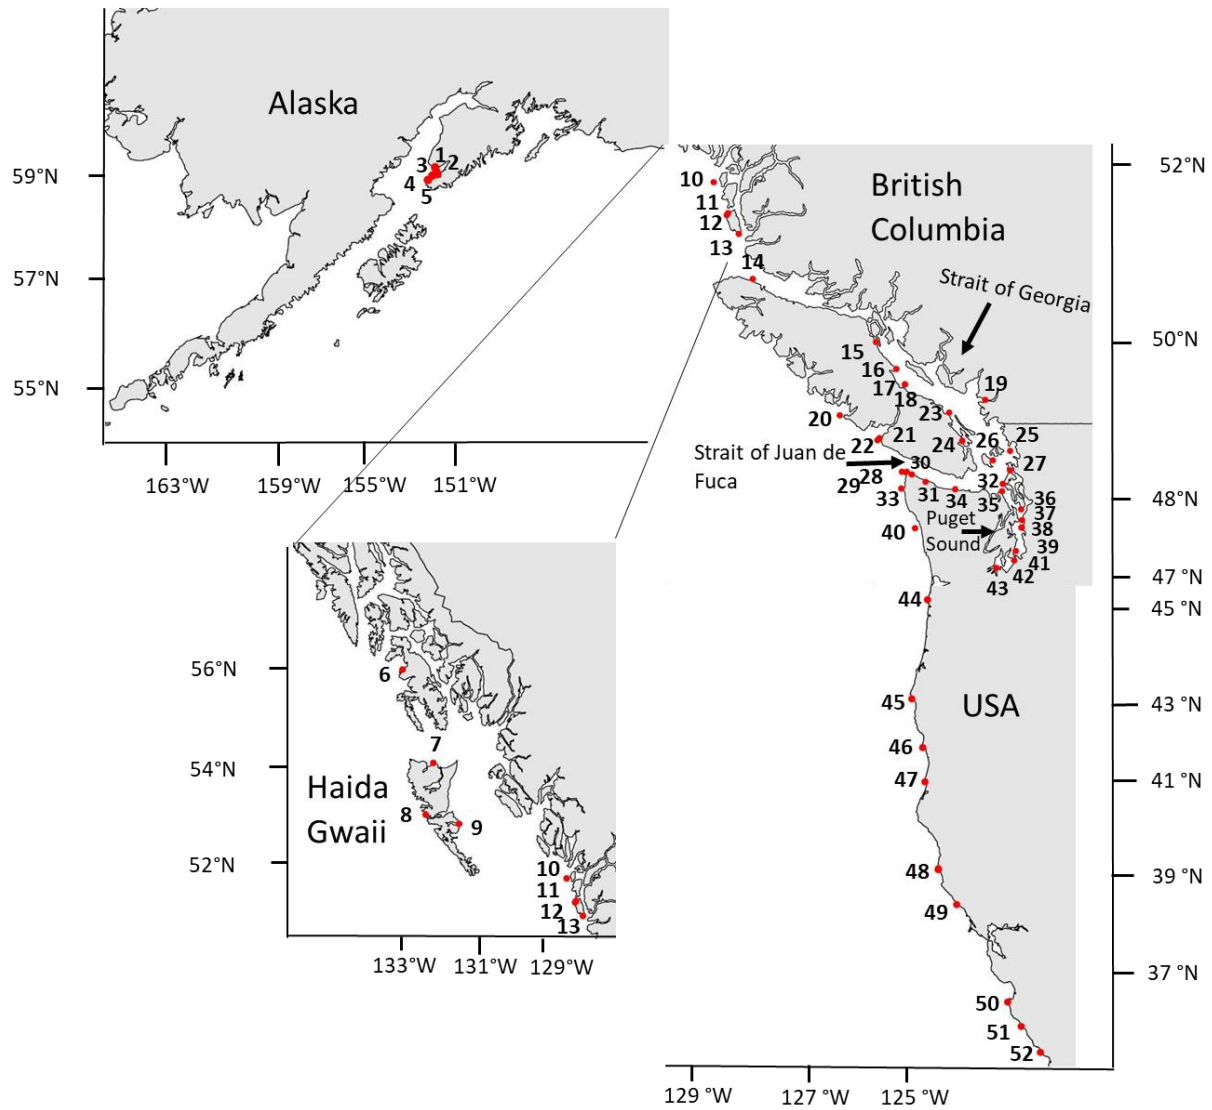 Alaska
59°N
57°N
55°N
1
3
2
4
5
163°W
159°W
155°W
151°W
British
Columbia
Strait of Georgia
10
11
12
13
14
15
16
17
18
19
20
21
22
23
24
25
26
27
Strait of Juan de
Fuca
28
29
30
31
32
33
34
35
36
37
38
39
40
41
42
43
Puget
Sound
52°N
50°N
48°N
47 °N
45 °N
43 °N
41 °N
39 °N
37 °N
USA
44
45
46
47
48
49
50
51
52
129 °W
127 °W
125 °W
56°N
54°N
52°N
6
7
8
9
Haida
Gwaii
10
11
12
13
133°W
131°W
129°W